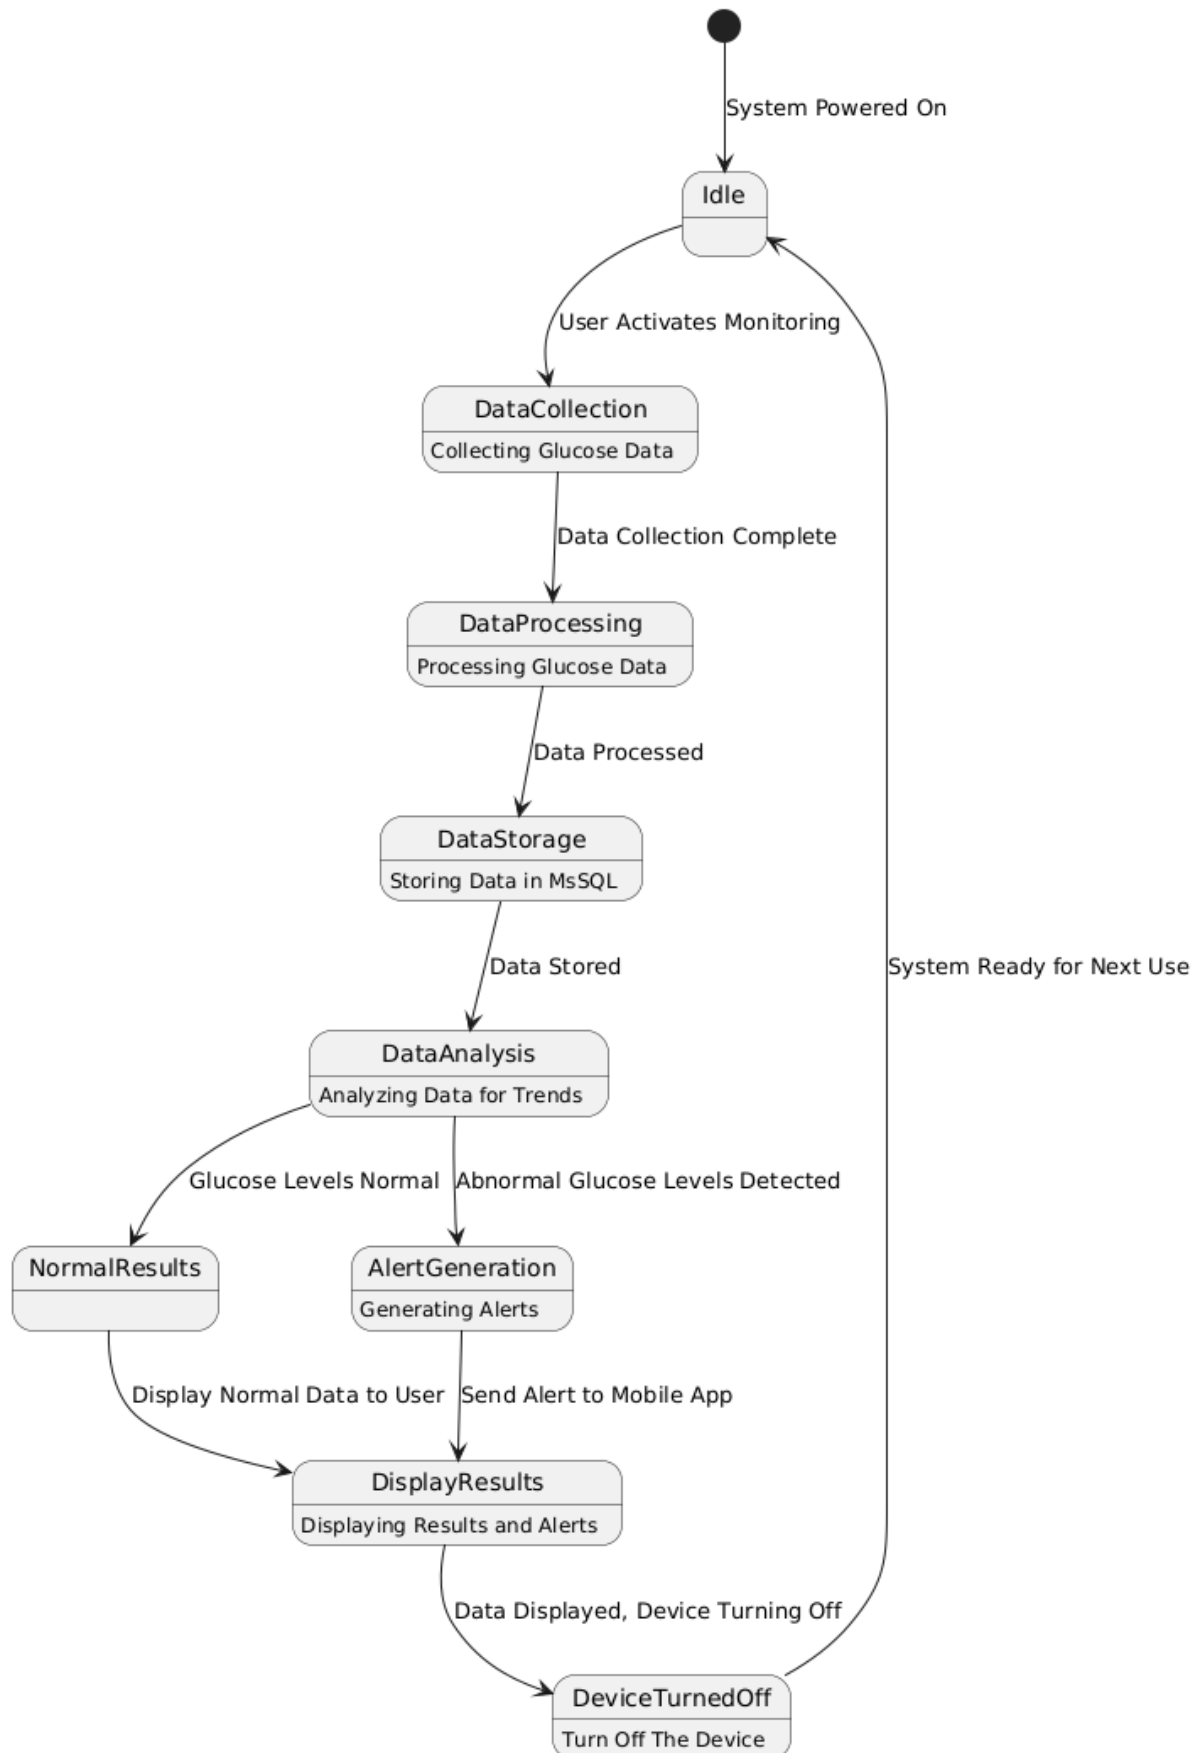 System Powered On
Idle
User Activates Monitoring
DataCollection
Collecting Glucose Data
Data Collection Complete
DataProcessing
Processing Glucose Data
Data Processed
DataStorage
Storing Data in MsSQL
Data Stored
System Ready for Next Use
DataAnalysis
Analyzing Data for Trends
Glucose Levels Normal
Abnormal Glucose Levels Detected
NormalResults
AlertGeneration
Generating Alerts
Display Normal Data to User
Send Alert to Mobile App
DisplayResults
Displaying Results and Alerts
Data Displayed, Device Turning Off
DeviceTurnedOff
Turn Off The Device